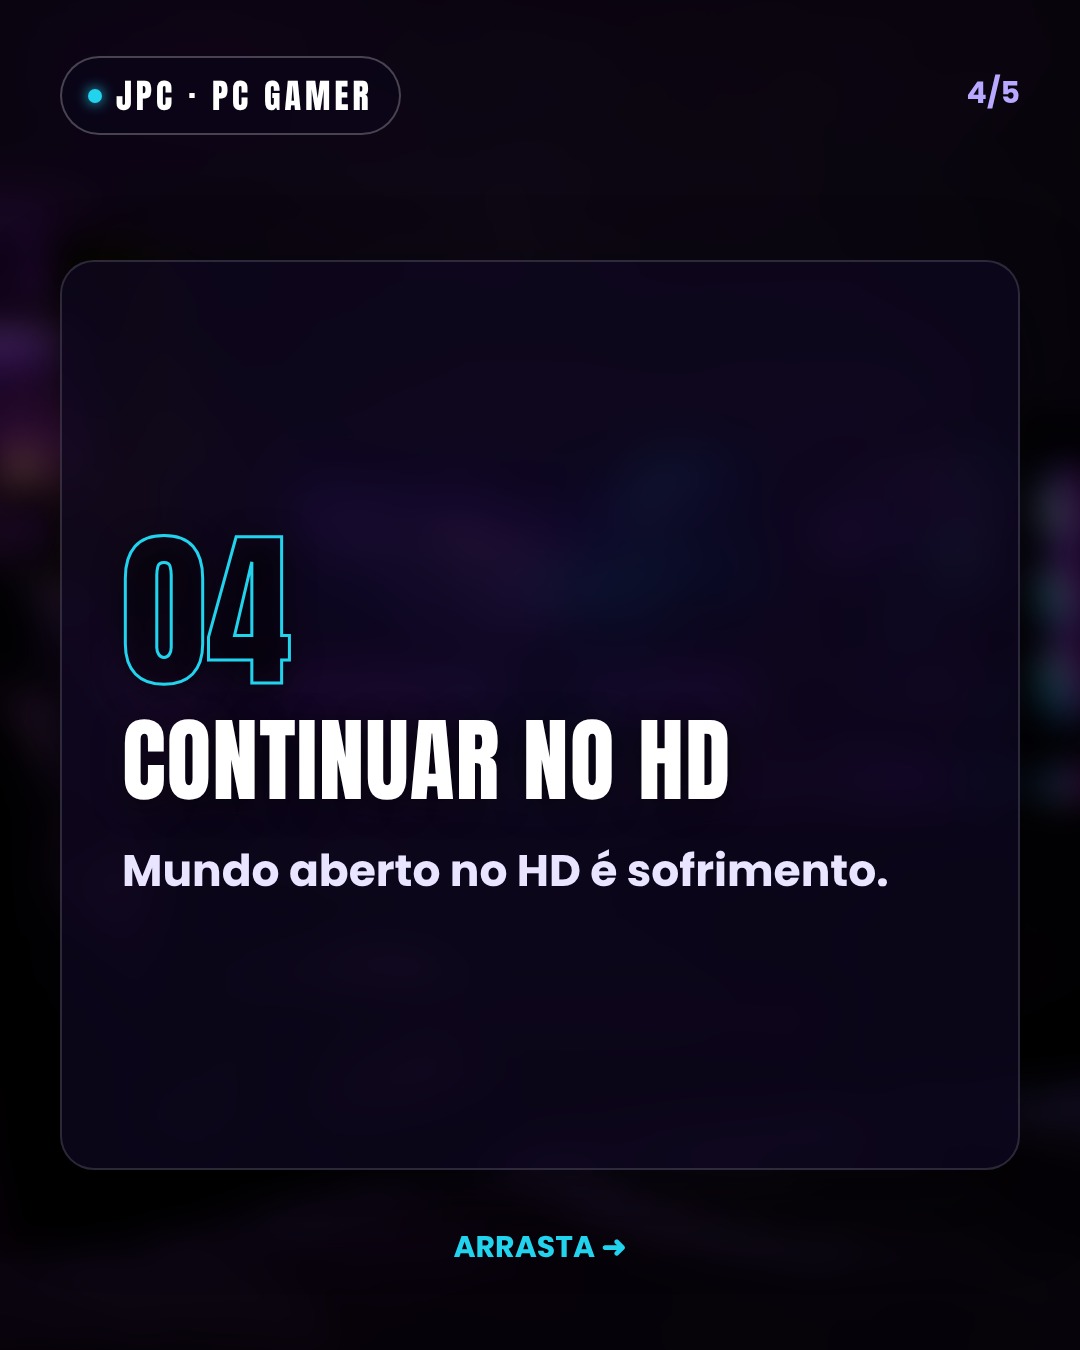 JPC · PC GAMER
4/5
04
CONTINUAR NO HD
Mundo aberto no HD é sofrimento.
ARRASTA ➜